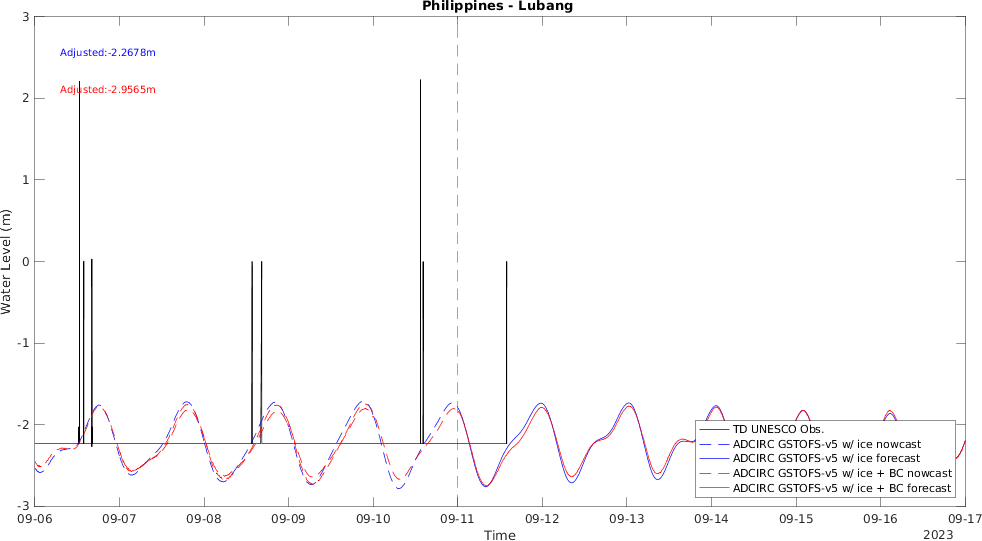 Philippines - Lubang
3
Adjusted:-2.2678m
Adjusted:-2.9565m
2
1
0
-1
-2
-3
Water Level (m)
TD UNESCO Obs.
ADCIRC GSTOFS-v5 w/ ice nowcast
ADCIRC GSTOFS-v5 w/ ice forecast
ADCIRC GSTOFS-v5 w/ ice + BC nowcast
ADCIRC GSTOFS-v5 w/ ice + BC forecast
09-06 09-07 09-08 09-09 09-10 09-11 09-12 09-13 09-14 09-15 09-16 09-17
Time
2023